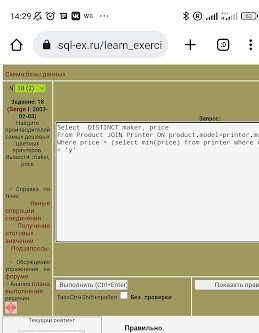 14:29
sql-ex.ru/learn_exerci
Схема базы данных
N 18 (2)
Задание: 18
(Serge I: 2003-
02-03)
Найдите
производителей
самых дешевых
цветных
принтеров.
Вывести: maker,
price
Запрос:
Select DISTINCT maker, price
From Product JOIN Printer ON product.model=printer.mo
Where price = (select min(price) from printer where c
= 'y'
- Справка по
теме:
Явные
операции
соединения
Получение
итоговых
значений
Подзапросы
- Обсуждение
упражнения на
форуме.
- Анализ плана
выполнения
решения.
Выполнить (Ctrl+Enter)
Показать прав
Tab=Ctrl+Shift+пробел Без проверки
Текущий рейтинг
Правильно.